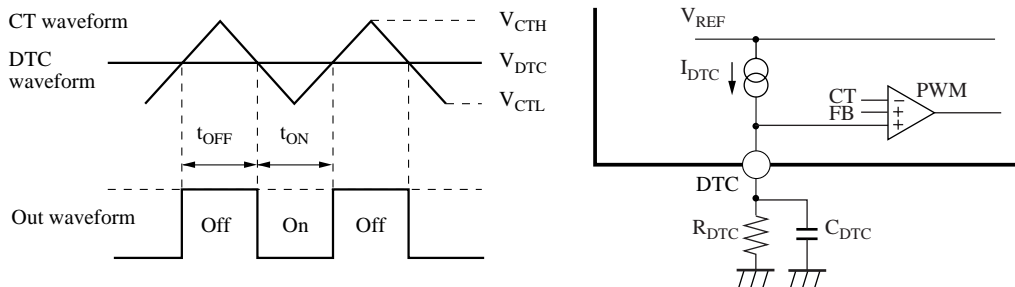 CT waveform
DTC
waveform
V_CTH
V_DTC
V_CTL
t_OFF
t_ON
Out waveform
Off
On
Off
V_REF
I_DTC
CT
FB
PWM
−
+
+
DTC
R_DTC
C_DTC